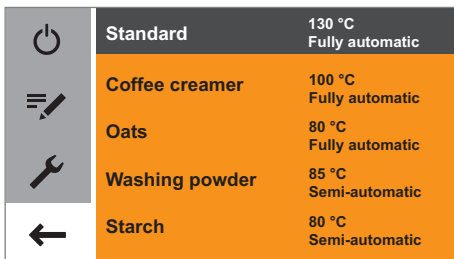 Standard 130 °C
Fully automatic
Coffee creamer 100 °C
Fully automatic
Oats 80 °C
Fully automatic
Washing powder 85 °C
Semi-automatic
Starch 80 °C
Semi-automatic